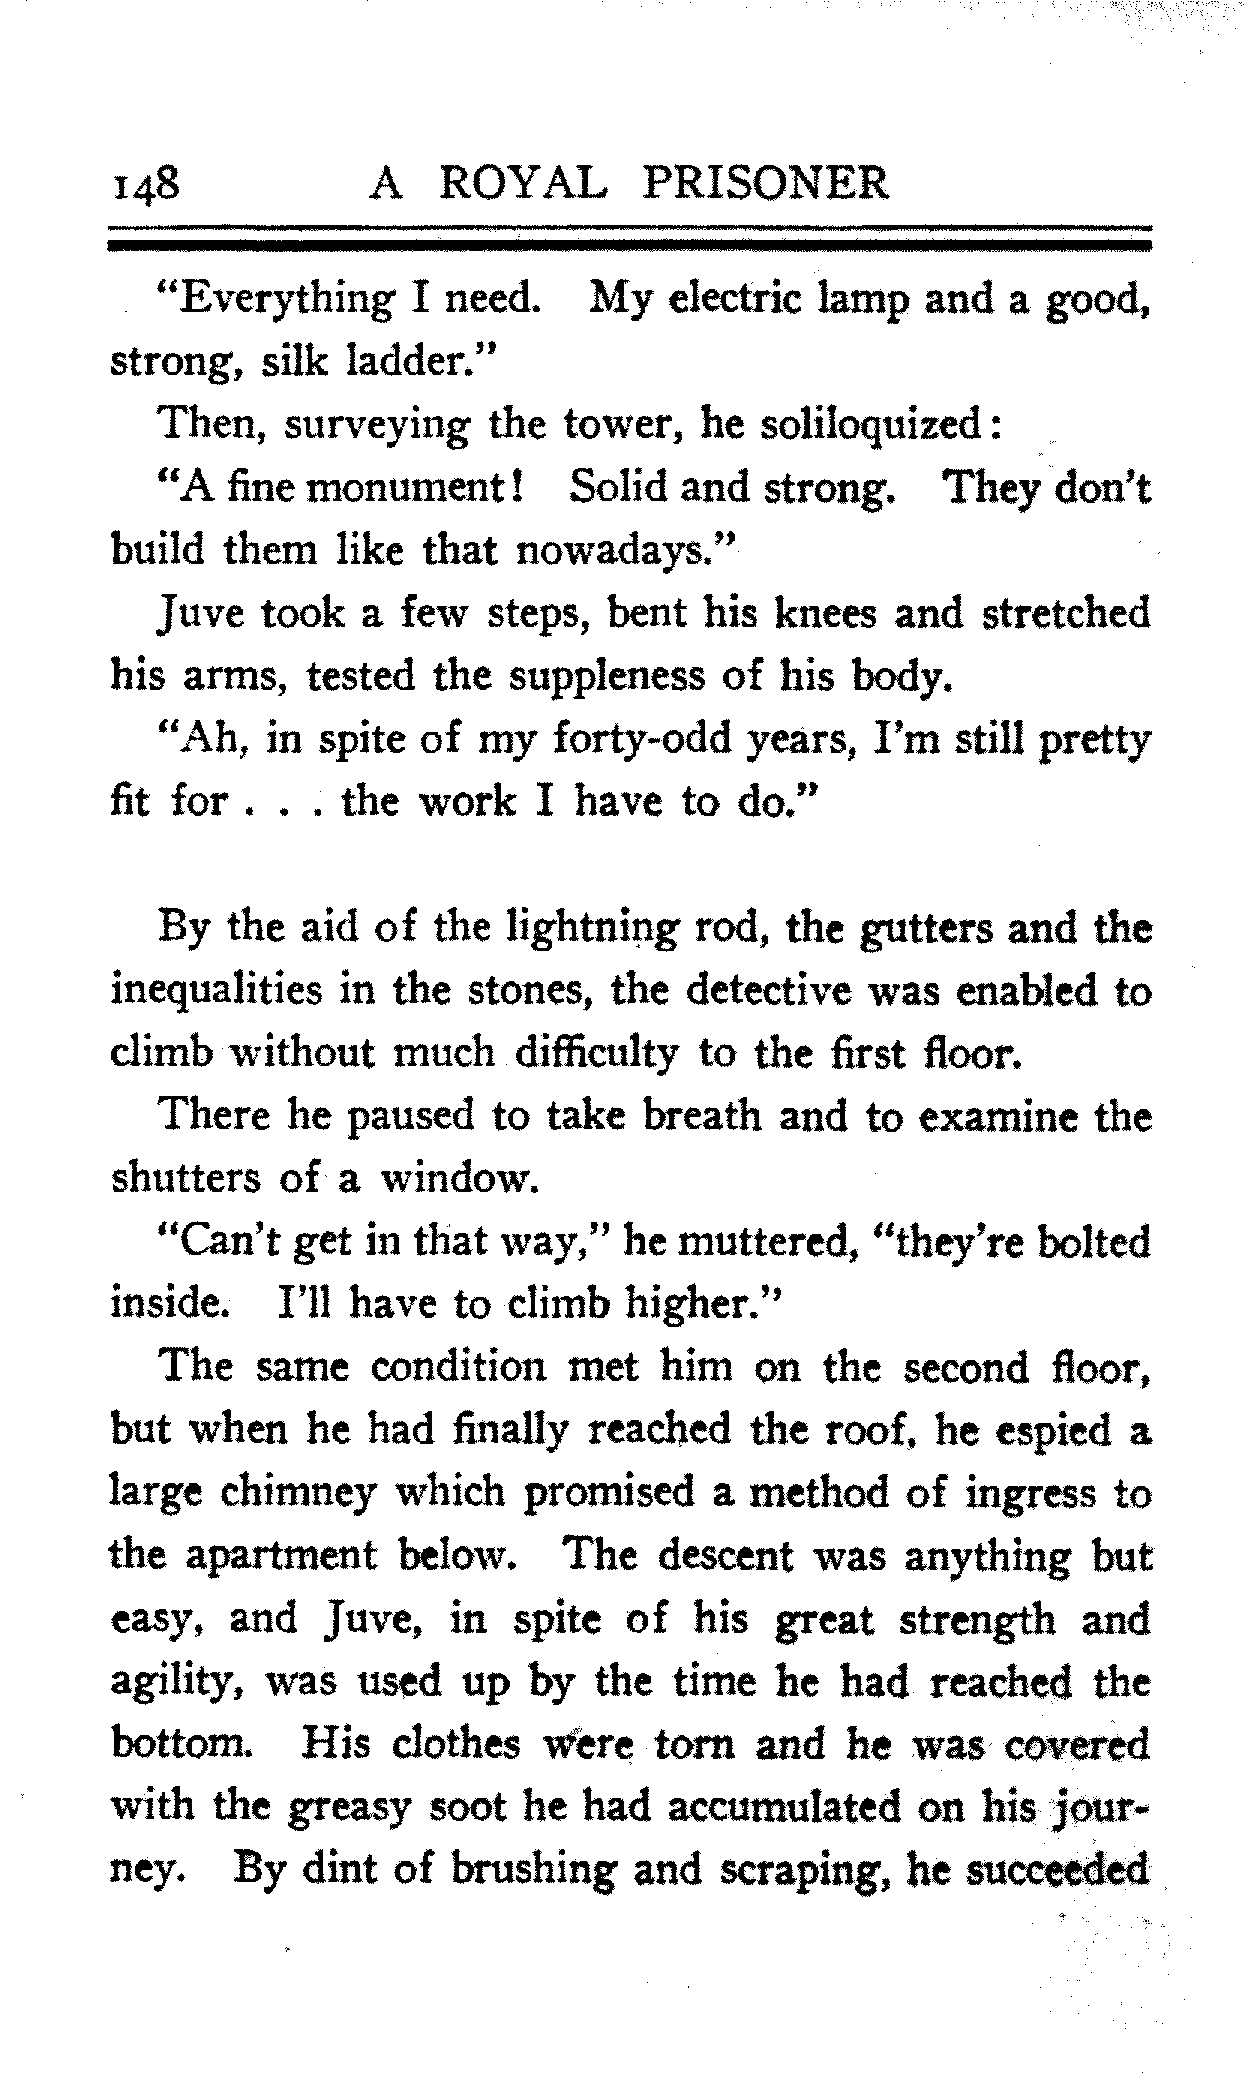 148 A ROYAL PRISONER
"Everything I need. My electric lamp and a good,
strong, silk ladder."
Then, surveying the tower, he soliloquized:
"A fine monument! Solid and strong. They don't
build them like that nowadays."
Juve took a few steps, bent his knees and stretched
his arms, tested the suppleness of his body.
"Ah, in spite of my forty-odd years, I'm still pretty
fit for . . . the work I have to do."
By the aid of the lightning rod, the gutters and the
inequalities in the stones, the detective was enabled to
climb without much difficulty to the first floor.
There he paused to take breath and to examine the
shutters of a window.
"Can't get in that way," he muttered, "they're bolted
inside. I'll have to climb higher."
The same condition met him on the second floor,
but when he had finally reached the roof, he espied a
large chimney which promised a method of ingress to
the apartment below. The descent was anything but
easy, and Juve, in spite of his great strength and
agility, was used up by the time he had reached the
bottom. His clothes were torn and he was covered
with the greasy soot he had accumulated on his jour-
ney. By dint of brushing and scraping, he succeeded